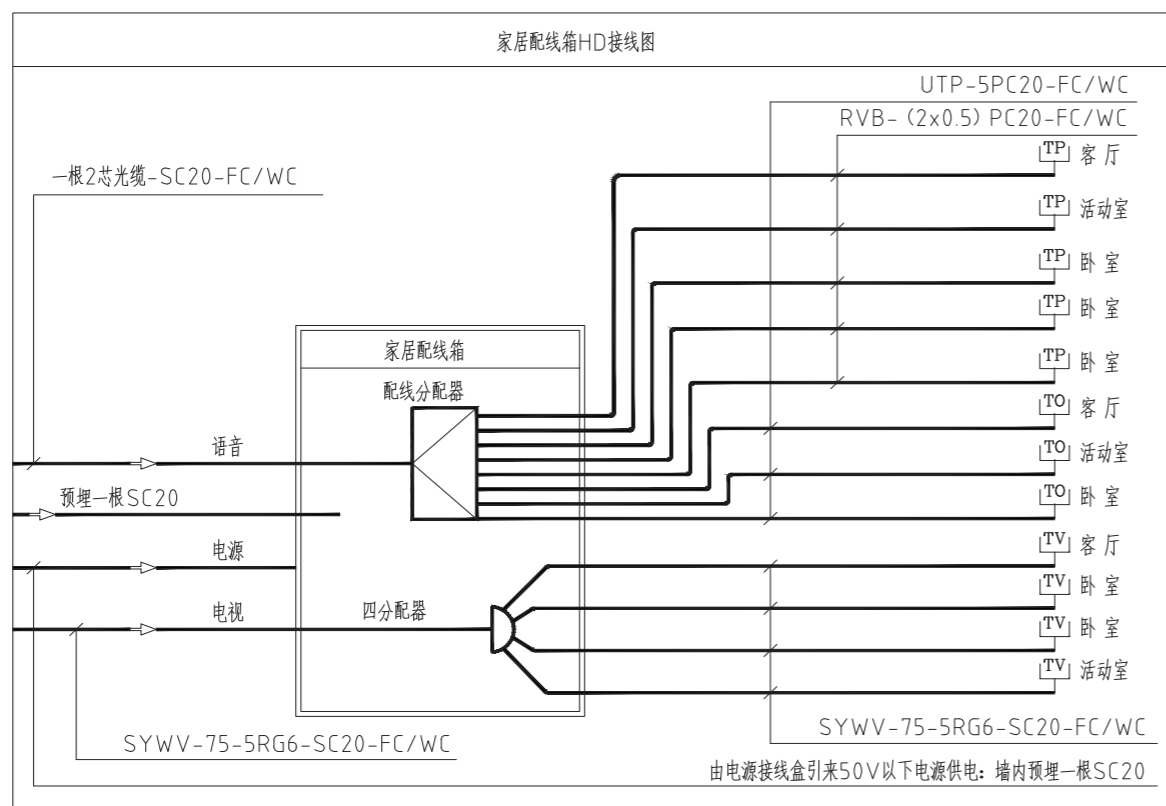 家居配线箱HD接线图
UTP-5PC20-FC/WC
RVB-(2x0.5) PC20-FC/WC
一根2芯光缆-SC20-FC/WC
TP 客厅
TP 活动室
TP 卧室
TP 卧室
TP 卧室
TO 客厅
TO 活动室
TO 卧室
TV 客厅
TV 卧室
TV 卧室
TV 活动室
家居配线箱
配线分配器
语音
预埋一根SC20
电源
电视
四分配器
SYWV-75-5RG6-SC20-FC/WC
SYWV-75-5RG6-SC20-FC/WC
由电源接线盒引来50V以下电源供电：墙内预埋一根SC20